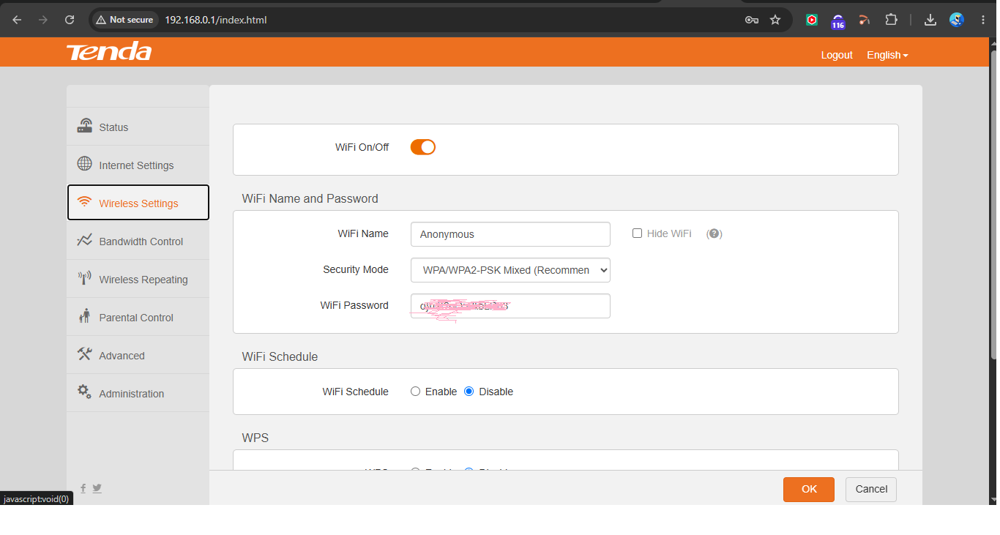 Not secure 192.168.0.1/index.html 116
Tenda Logout English
Status
Internet Settings
Wireless Settings
Bandwidth Control
Wireless Repeating
Parental Control
Advanced
Administration
WiFi On/Off
WiFi Name and Password
WiFi Name Anonymous Hide WiFi (?)
Security Mode WPA/WPA2-PSK Mixed (Recommen
WiFi Password
WiFi Schedule
WiFi Schedule Enable Disable
WPS
OK Cancel
javascript:void(0)